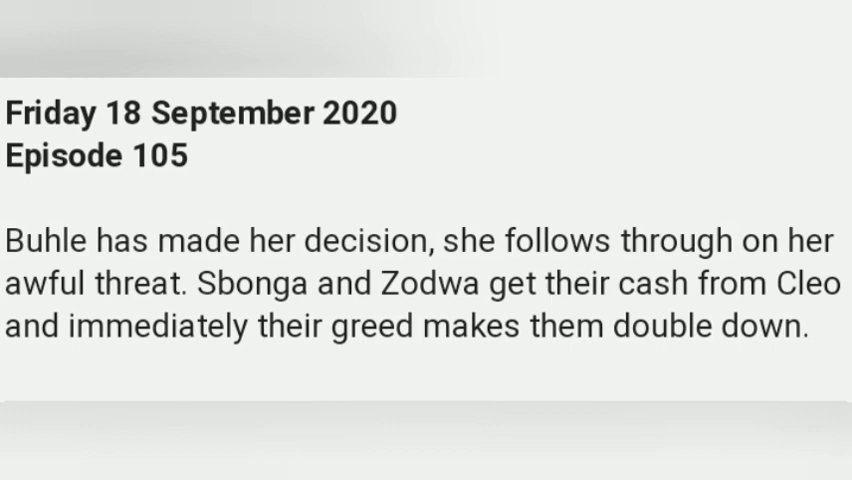 Friday 18 September 2020
Episode 105
Buhle has made her decision, she follows through on her
awful threat. Sbonga and Zodwa get their cash from Cleo
and immediately their greed makes them double down.